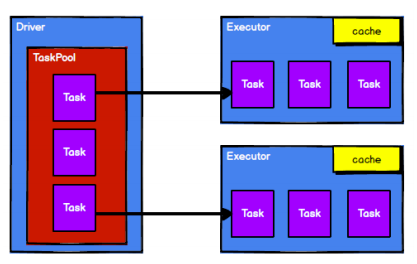 Driver
TaskPool
Task
Task
Task
Executor
cache
Task Task Task
Executor
cache
Task Task Task